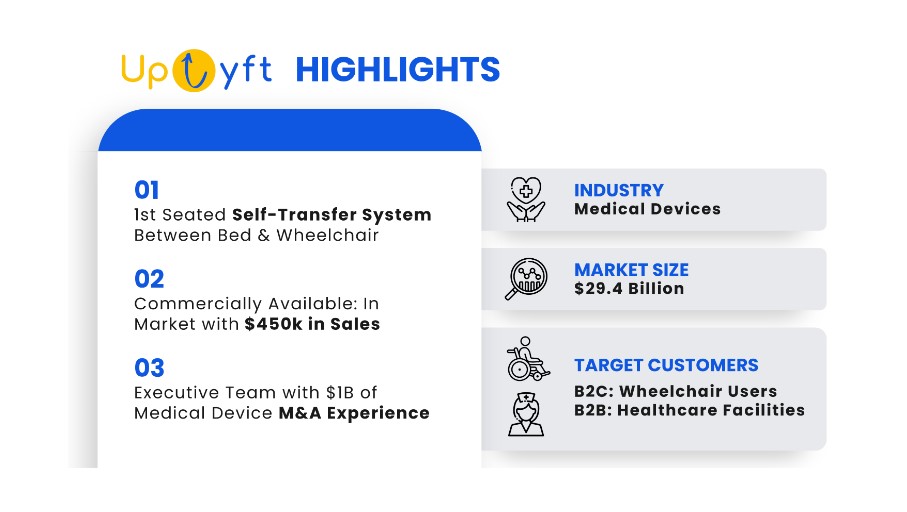 UpLyft HIGHLIGHTS
01
1st Seated Self-Transfer System
Between Bed & Wheelchair
02
Commercially Available: In
Market with $450k in Sales
03
Executive Team with $1B of
Medical Device M&A Experience
INDUSTRY
Medical Devices
MARKET SIZE
$29.4 Billion
TARGET CUSTOMERS
B2C: Wheelchair Users
B2B: Healthcare Facilities